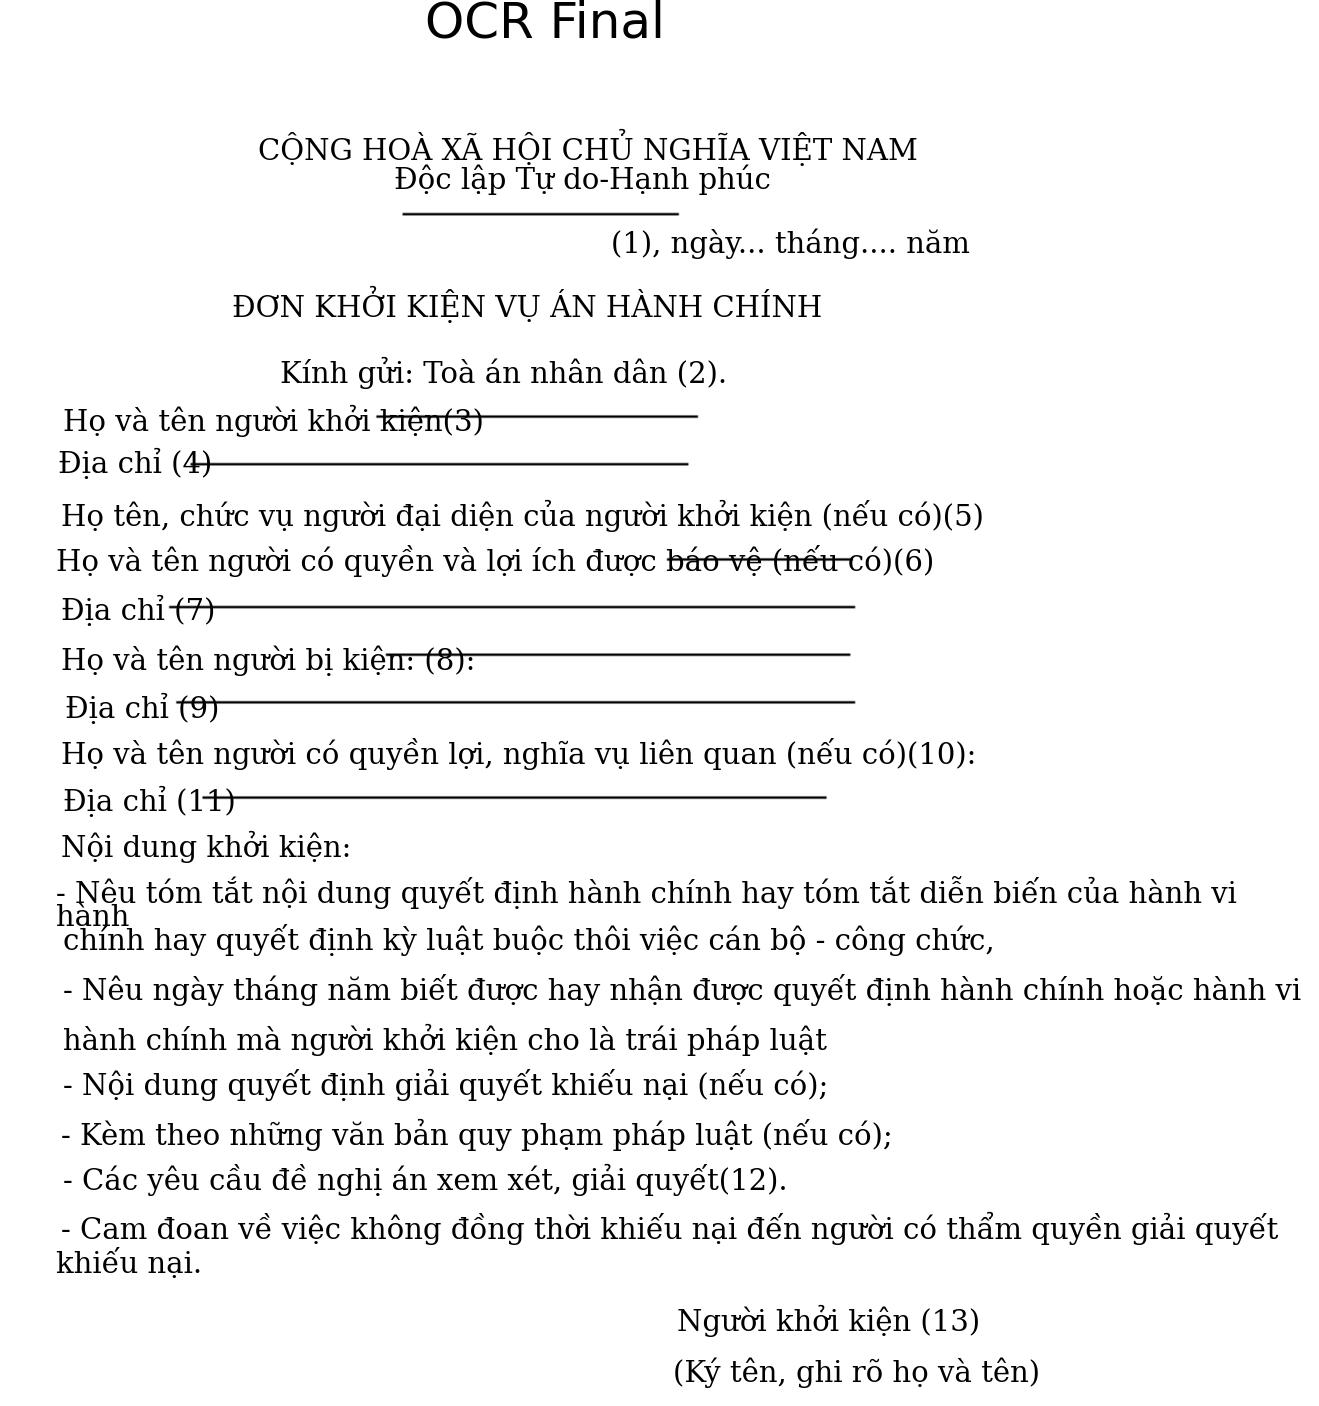 OCR Final
CỘNG HOÀ XÃ HỘI CHỦ NGHĨA VIỆT NAM
Độc lập Tự do-Hạnh phúc
(1), ngày... tháng.... năm
ĐƠN KHỞI KIỆN VỤ ÁN HÀNH CHÍNH
Kính gửi: Toà án nhân dân (2).
Họ và tên người khởi kiện(3)
Địa chỉ (4)
Họ tên, chức vụ người đại diện của người khởi kiện (nếu có)(5)
Họ và tên người có quyền và lợi ích được báo vệ (nếu có)(6)
Địa chỉ (7)
Họ và tên người bị kiện: (8):
Địa chỉ (9)
Họ và tên người có quyền lợi, nghĩa vụ liên quan (nếu có)(10):
Địa chỉ (11)
Nội dung khởi kiện:
- Nêu tóm tắt nội dung quyết định hành chính hay tóm tắt diễn biến của hành vi
hành
chính hay quyết định kỳ luật buộc thôi việc cán bộ - công chức,
- Nêu ngày tháng năm biết được hay nhận được quyết định hành chính hoặc hành vi
hành chính mà người khởi kiện cho là trái pháp luật
- Nội dung quyết định giải quyết khiếu nại (nếu có);
- Kèm theo những văn bản quy phạm pháp luật (nếu có);
- Các yêu cầu đề nghị án xem xét, giải quyết(12).
- Cam đoan về việc không đồng thời khiếu nại đến người có thẩm quyền giải quyết
khiếu nại.
Người khởi kiện (13)
(Ký tên, ghi rõ họ và tên)